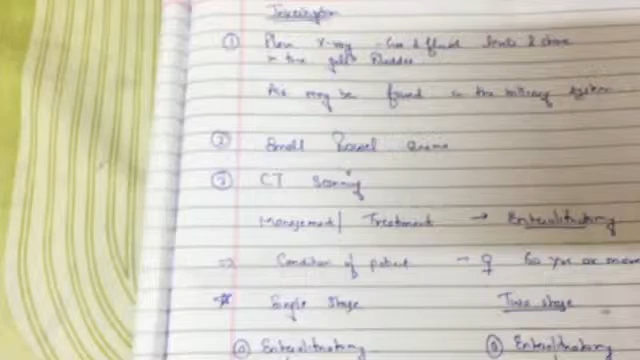 Investigation
① Plain X-ray - Gas & fluid levels & stone
in the gall Bladder
Air may be found in the biliary system
② Small Bowel Enema
③ CT Scanning
Management / Treatment → Enterolithotomy
⇒ Condition of patient - ♀ 60 yrs or more
* Single Stage Two stage
① Enterolithotomy ① Enterolithotomy